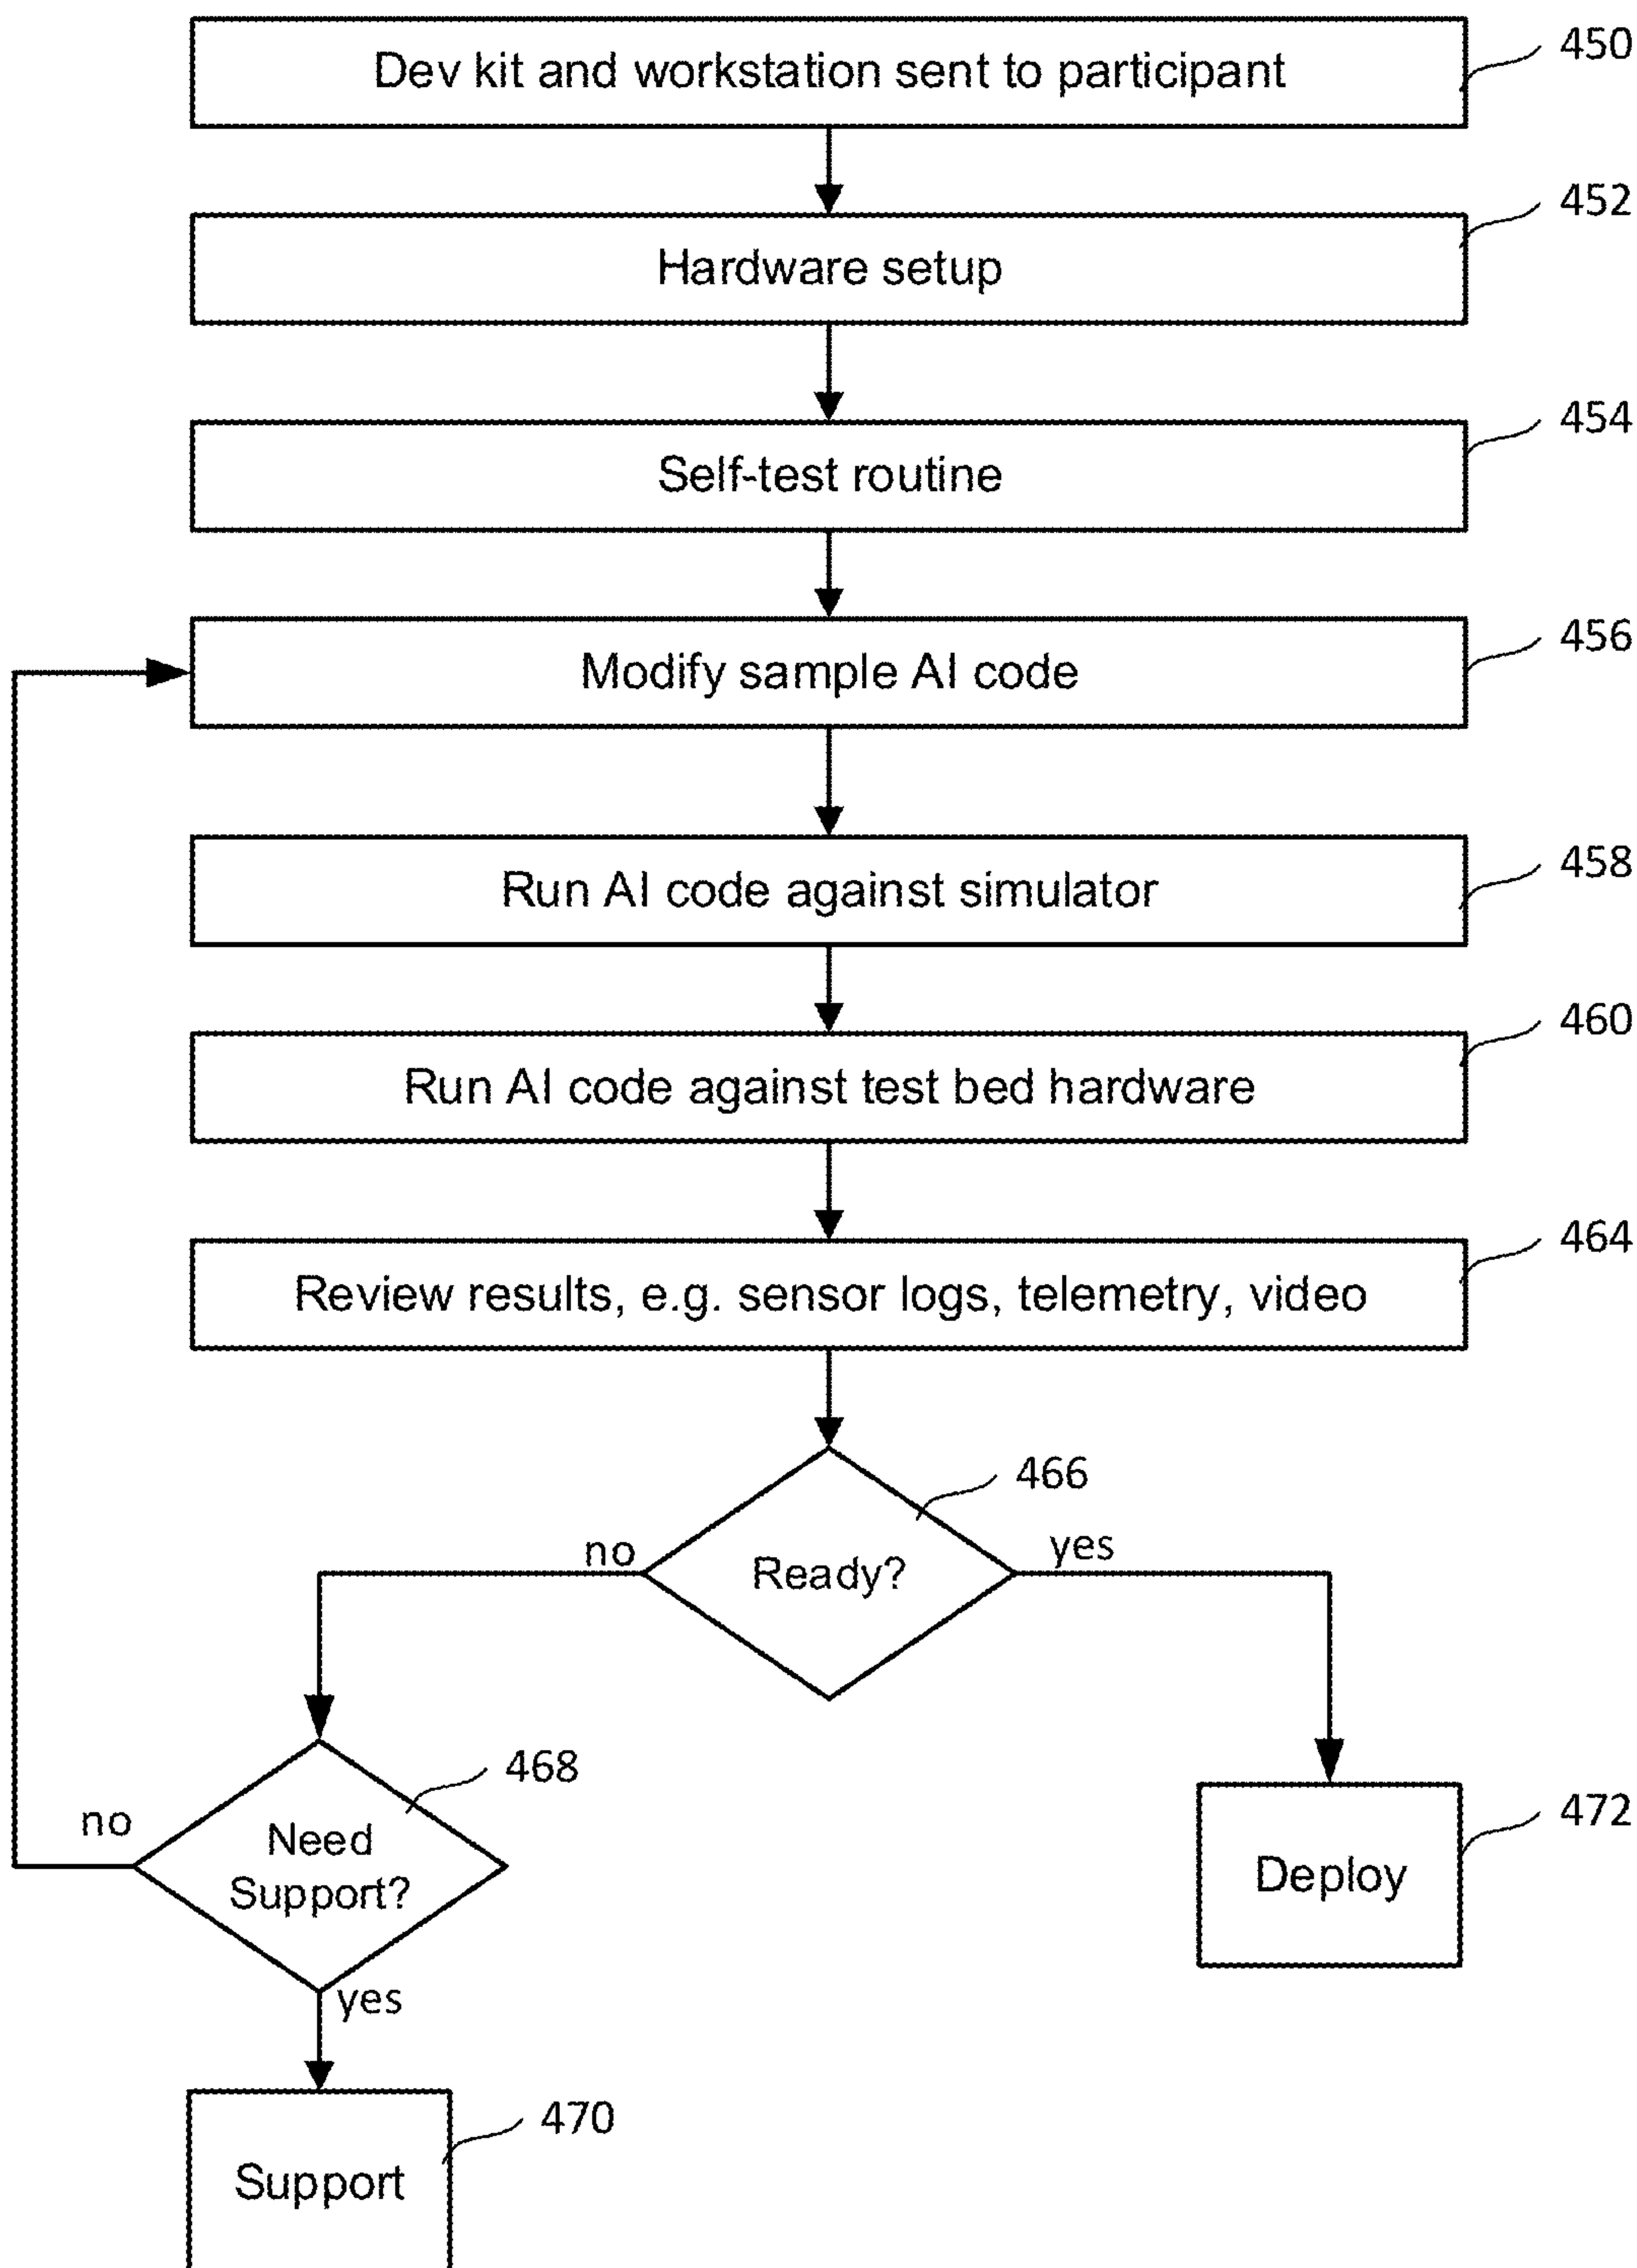 Dev kit and workstation sent to participant
450
Hardware setup
452
Self-test routine
454
Modify sample AI code
456
Run AI code against simulator
458
Run AI code against test bed hardware
460
Review results, e.g. sensor logs, telemetry, video
464
466
no
Ready?
yes
468
no
Need
Support?
yes
472
Deploy
470
Support